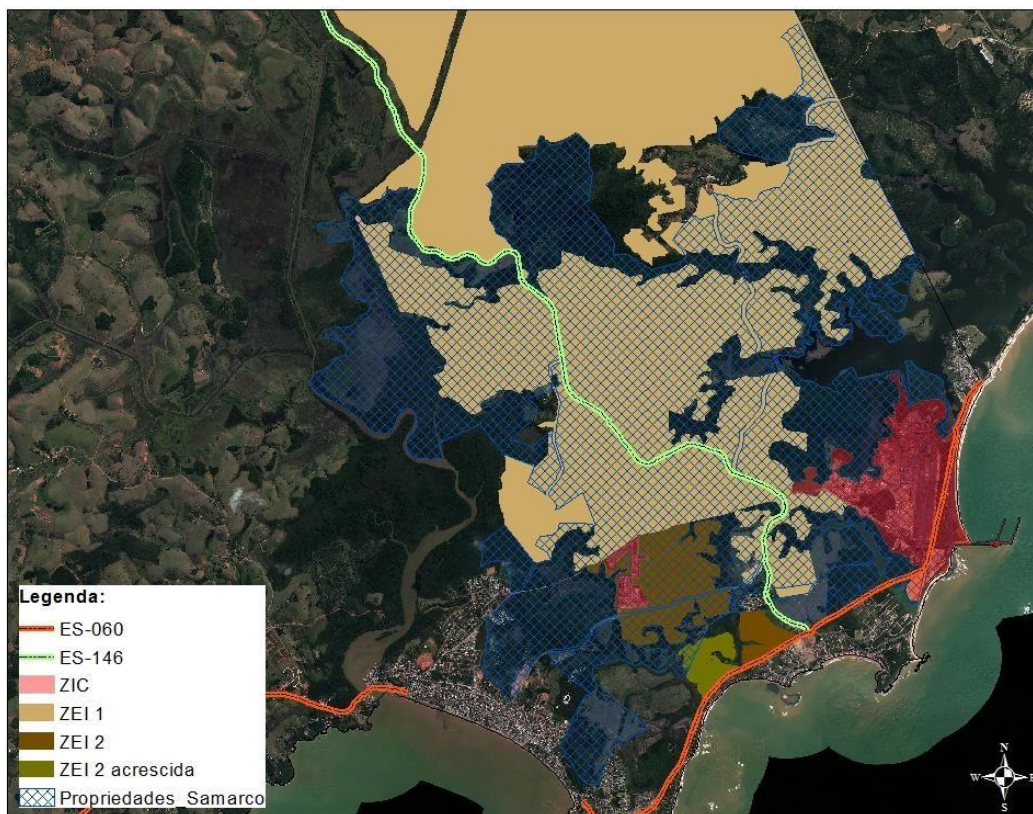 Legenda:
ES-060
ES-146
ZIC
ZEI 1
ZEI 2
ZEI 2 acrescida
Propriedades_Samarco
N
W E
S